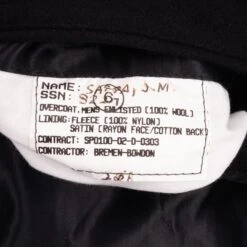 NAME: S
SSN: 6
OVERCOAT, MENS ENLISTED (100% WOOL)
LINING: FLEECE (100% NYLON)
SATIN (RAYON FACE/COTTON BACK)
CONTRACT: SP0100-02-D-0303
CONTRACTOR: BREMEN-BOWDON